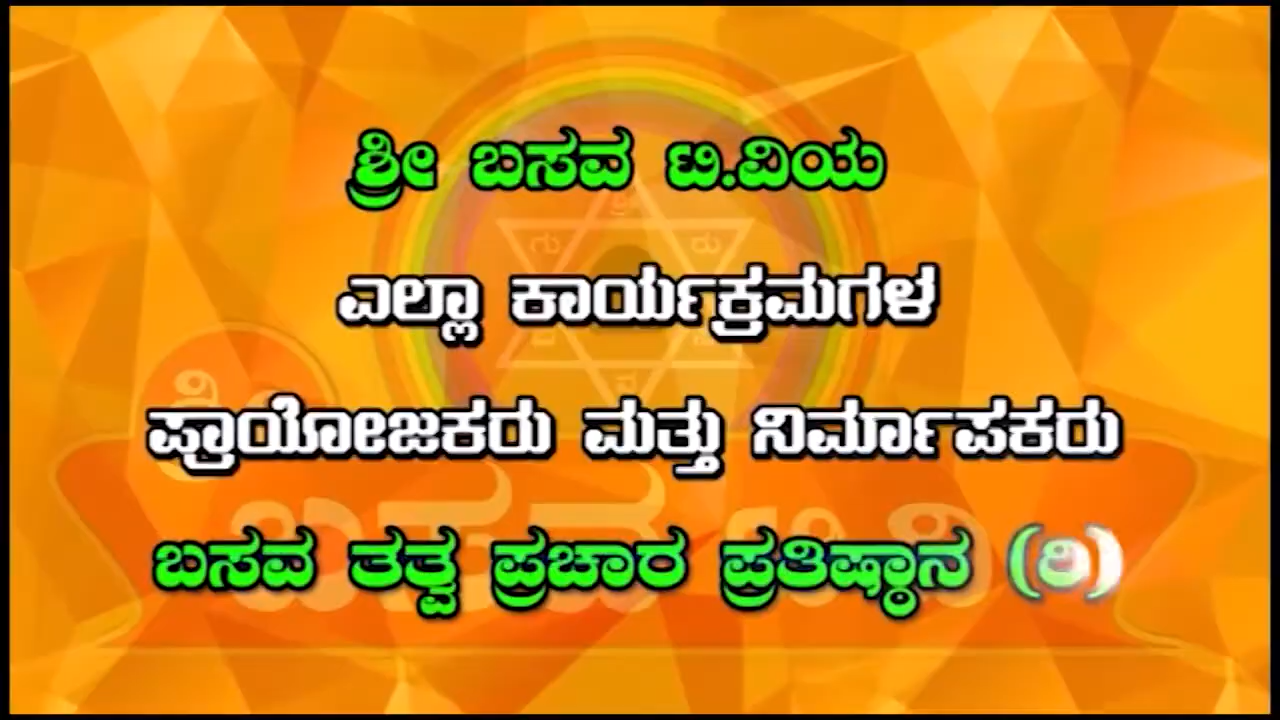 ಶ್ರೀ ಬಸವ ಟಿ.ವಿಯ
ಎಲ್ಲಾ ಕಾರ್ಯಕ್ರಮಗಳ
ಪ್ರಾಯೋಜಕರು ಮತ್ತು ನಿರ್ಮಾಪಕರು
ಬಸವ ತತ್ವ ಪ್ರಚಾರ ಪ್ರತಿಷ್ಠಾನ (ರಿ)